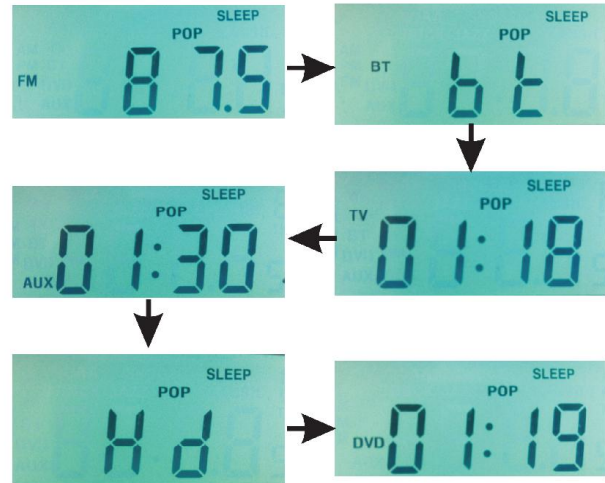 SLEEP
POP
FM 87.5
SLEEP
POP
BT bt
SLEEP
TV POP
01:18
SLEEP
POP
AUX 01:30
SLEEP
POP
Hd
SLEEP
POP
DVD 01:19